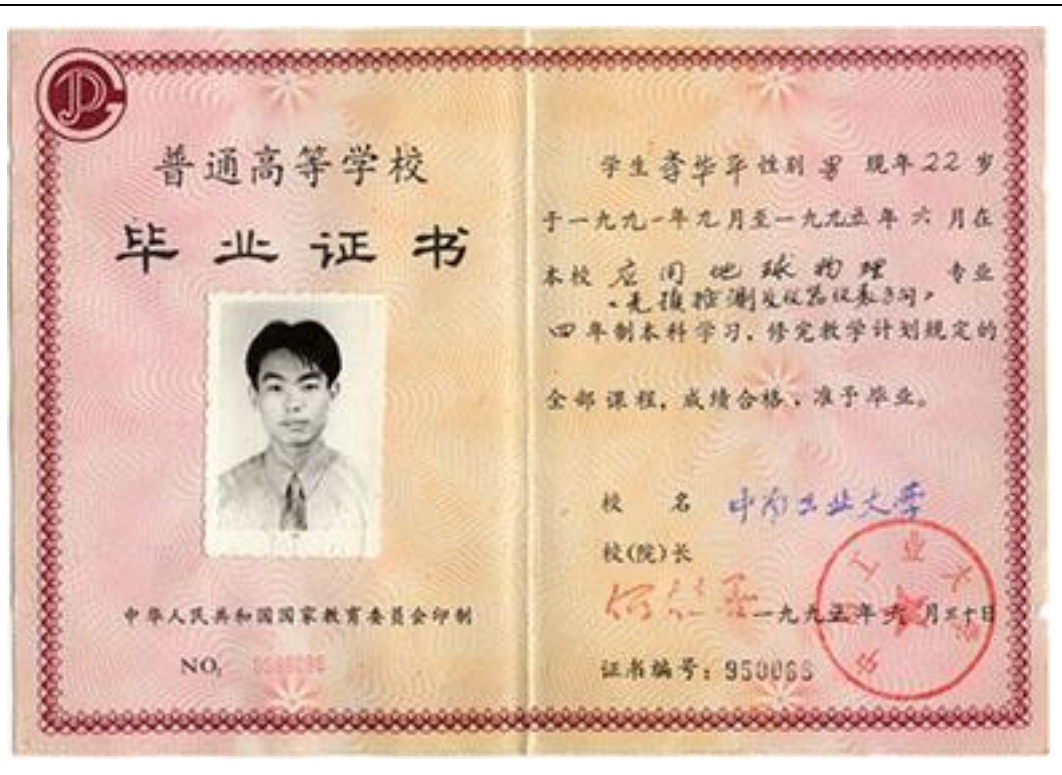 普通高等学校
毕业证书
中华人民共和国国家教育委员会印制
NO:
学生 李华平 性别 男 现年 22 岁
于一九九一年九月至一九九五年 六 月在
本校 应用地球物理 专业
四年制本科学习,修完教学计划规定的
全部课程,成绩合格,准予毕业。
校 名 中南工业大学
校(院)长
一九九五年六月三十日
证书编号:950066